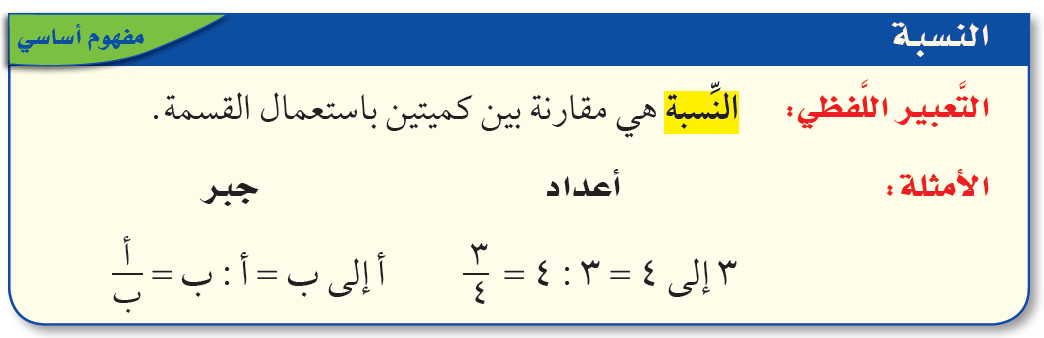 النسبة
مفهوم أساسي
التَّعبير اللَّفظي: النِّسبة هي مقارنة بين كميتين باستعمال القسمة.
الأمثلة: أعداد جبر
٣ إلى ٤ = ٣ : ٤ = ٣/٤ أ إلى ب = أ : ب = أ/ب